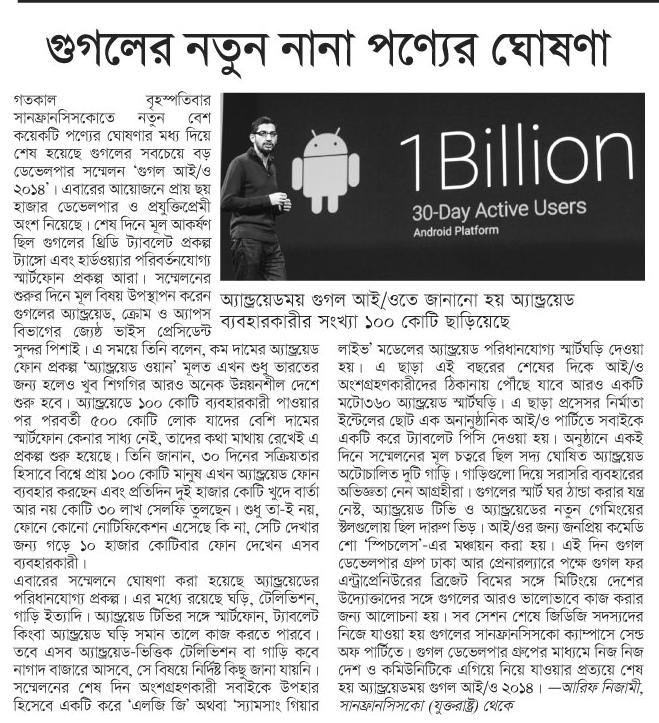 গুগলের নতুন নানা পণ্যের ঘোষণা
গতকাল বৃহস্পতিবার
সানফ্রানসিসকোতে নতুন বেশ
কয়েকটি পণ্যের ঘোষণার মধ্য দিয়ে
শেষ হয়েছে গুগলের সবচেয়ে বড়
ডেভেলপার সম্মেলন ‘গুগল আই/ও
২০১৪’। এবারের আয়োজনে প্রায় ছয়
হাজার ডেভেলপার ও প্রযুক্তিপ্রেমী
অংশ নিয়েছে। শেষ দিনে মূল আকর্ষণ
ছিল গুগলের থ্রিডি ট্যাবলেট প্রকল্প
ট্যাঙ্গো এবং হার্ডওয়্যার পরিবর্তনযোগ্য
স্মার্টফোন প্রকল্প আরা। সম্মেলনের
শুরুর দিনে মূল বিষয় উপস্থাপন করেন
গুগলের অ্যান্ড্রয়েড, ক্রোম ও অ্যাপস
বিভাগের জ্যেষ্ঠ ভাইস প্রেসিডেন্ট
সুন্দর পিশাই। এ সময়ে তিনি বলেন, কম দামের অ্যান্ড্রয়েড
ফোন প্রকল্প ‘অ্যান্ড্রয়েড ওয়ান’ মূলত এখন শুধু ভারতের
জন্য হলেও খুব শিগগির আরও অনেক উন্নয়নশীল দেশে
শুরু হবে। অ্যান্ড্রয়েডে ১০০ কোটি ব্যবহারকারী পাওয়ার
পর পরবর্তী ৫০০ কোটি লোক যাদের বেশি দামের
স্মার্টফোন কেনার সাধ্য নেই, তাদের কথা মাথায় রেখেই এ
প্রকল্প শুরু হয়েছে। তিনি জানান, ৩০ দিনের সক্রিয়তার
হিসাবে বিশ্বে প্রায় ১০০ কোটি মানুষ এখন অ্যান্ড্রয়েড ফোন
ব্যবহার করছেন এবং প্রতিদিন দুই হাজার কোটি খুদে বার্তা
আর নয় কোটি ৩০ লাখ সেলফি তুলছেন। শুধু তা-ই নয়,
ফোনে কোনো নোটিফিকেশন এসেছে কি না, সেটি দেখার
জন্য গড়ে ১০ হাজার কোটিবার ফোন দেখেন এসব
ব্যবহারকারী।
এবারের সম্মেলনে ঘোষণা করা হয়েছে অ্যান্ড্রয়েডের
পরিধানযোগ্য প্রকল্প। এর মধ্যে রয়েছে ঘড়ি, টেলিভিশন,
গাড়ি ইত্যাদি। অ্যান্ড্রয়েড টিভির সঙ্গে স্মার্টফোন, ট্যাবলেট
কিংবা অ্যান্ড্রয়েড ঘড়ি সমান তালে কাজ করতে পারবে।
তবে এসব অ্যান্ড্রয়েড-ভিত্তিক টেলিভিশন বা গাড়ি কবে
নাগাদ বাজারে আসবে, সে বিষয়ে নির্দিষ্ট কিছু জানা যায়নি।
সম্মেলনের শেষ দিন অংশগ্রহণকারী সবাইকে উপহার
হিসেবে একটি করে ‘এলজি জি’ অথবা ‘স্যামসাং গিয়ার
1 Billion
30-Day Active Users
Android Platform
অ্যান্ড্রয়েডময় গুগল আই/ওতে জানানো হয় অ্যান্ড্রয়েড
ব্যবহারকারীর সংখ্যা ১০০ কোটি ছাড়িয়েছে
লাইভ’ মডেলের অ্যান্ড্রয়েড পরিধানযোগ্য স্মার্টঘড়ি দেওয়া
হয়। এ ছাড়া এই বছরের শেষের দিকে আই/ও
অংশগ্রহণকারীদের ঠিকানায় পৌঁছে যাবে আরও একটি
মটো৩৬০ অ্যান্ড্রয়েড স্মার্টঘড়ি। এ ছাড়া প্রসেসর নির্মাতা
ইন্টেলের ছোট এক অনানুষ্ঠানিক আই/ও পার্টিতে সবাইকে
একটি করে ট্যাবলেট পিসি দেওয়া হয়। অনুষ্ঠানে একই
দিনে সম্মেলনের মূল চত্বরে ছিল সদ্য ঘোষিত অ্যান্ড্রয়েড
অটোচালিত দুটি গাড়ি। গাড়িগুলো দিয়ে সরাসরি ব্যবহারের
অভিজ্ঞতা নেন আগ্রহীরা। গুগলের স্মার্ট ঘর ঠান্ডা করার যন্ত্র
নেস্ট, অ্যান্ড্রয়েড টিভি ও অ্যান্ড্রয়েডের নতুন গেমিংয়ের
স্টলগুলোয় ছিল দারুণ ভিড়। আই/ওর জন্য জনপ্রিয় কমেডি
শো ‘স্পিচলেস’-এর মঞ্চায়ন করা হয়। এই দিন গুগল
ডেভেলপার গ্রুপ ঢাকা আর প্রেনারল্যারে পক্ষে গুগল ফর
এন্ট্রাপ্রেনিউরের ব্রিজেট বিমের সঙ্গে মিটিংয়ে দেশের
উদ্যোক্তাদের সঙ্গে গুগলের আরও ভালোভাবে কাজ করার
জন্য আলোচনা হয়। সব সেশন শেষে জিডিজি সদস্যদের
নিজে যাওয়া হয় গুগলের সানফ্রানসিসকো ক্যাম্পাসে সেন্ড
অফ পার্টিতে। গুগল ডেভেলপার গ্রুপের মাধ্যমে নিজ নিজ
দেশ ও কমিউনিটিকে এগিয়ে নিয়ে যাওয়ার প্রত্যয়ে শেষ
হয় অ্যান্ড্রয়েডময় গুগল আই/ও ২০১৪। —আরিফ নিজামী,
সানফ্রানসিসকো (যুক্তরাষ্ট্র) থেকে